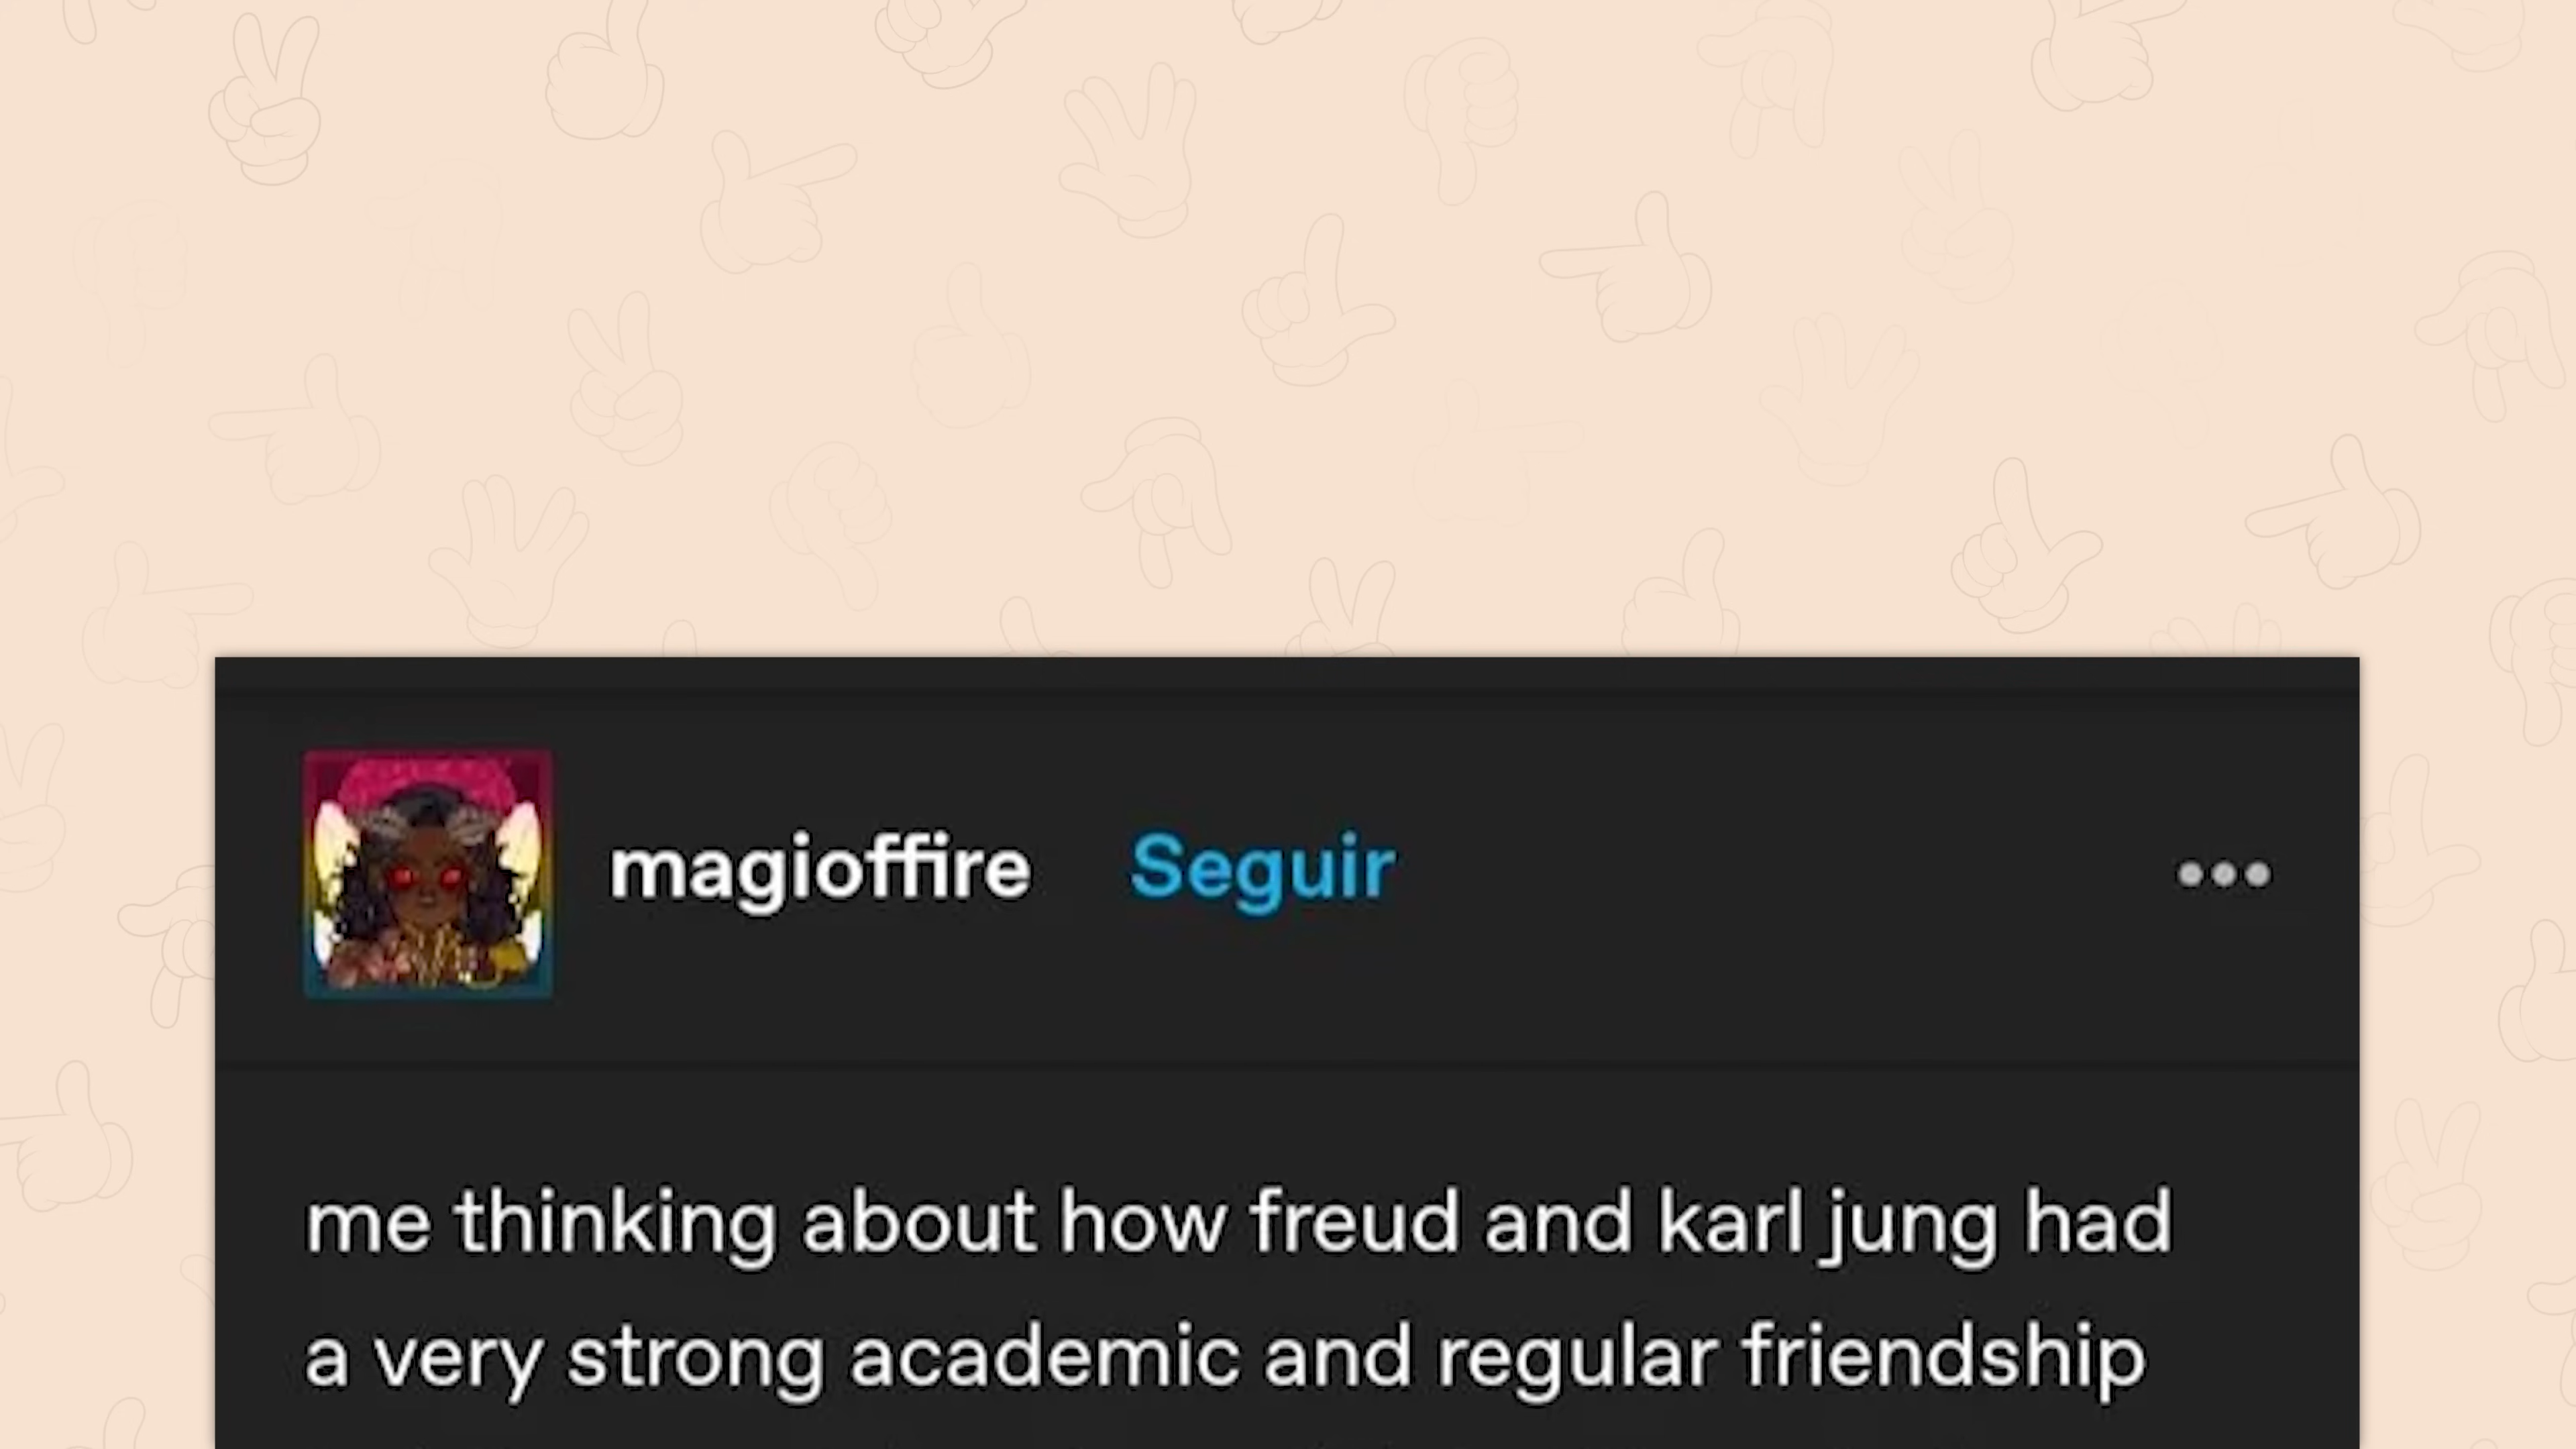 magioffire Seguir
me thinking about how freud and karl jung had
a very strong academic and regular friendship